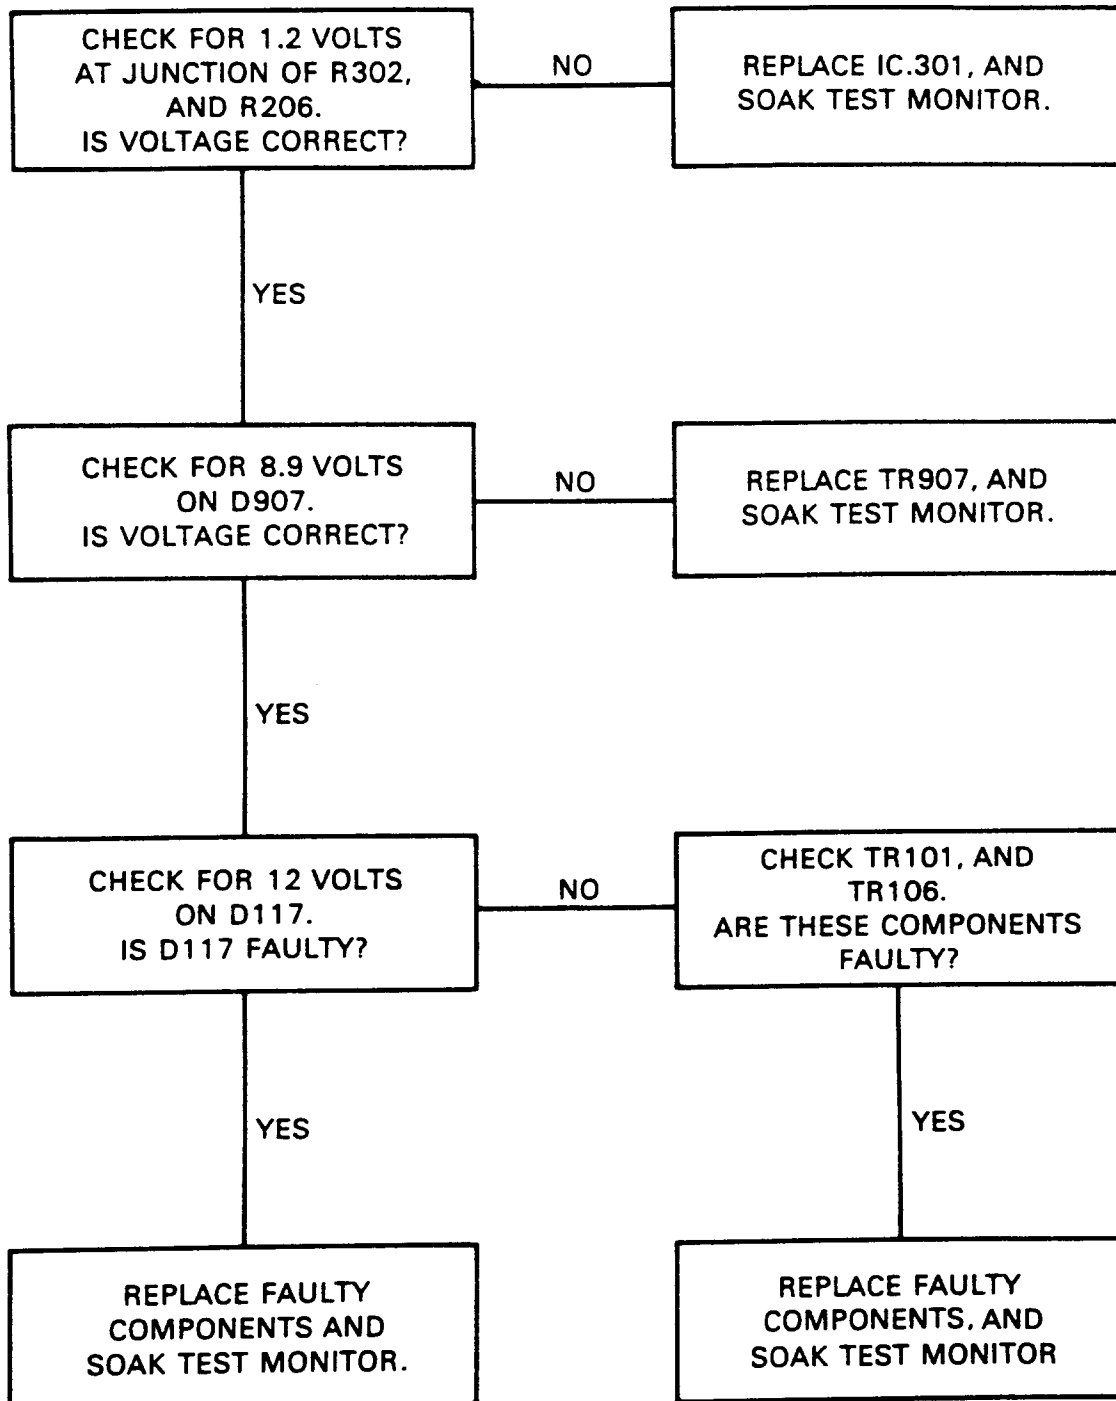 CHECK FOR 1.2 VOLTS
AT JUNCTION OF R302,
AND R206.
IS VOLTAGE CORRECT?
NO
REPLACE IC.301, AND
SOAK TEST MONITOR.
YES
CHECK FOR 8.9 VOLTS
ON D907.
IS VOLTAGE CORRECT?
NO
REPLACE TR907, AND
SOAK TEST MONITOR.
YES
CHECK FOR 12 VOLTS
ON D117.
IS D117 FAULTY?
NO
CHECK TR101, AND
TR106.
ARE THESE COMPONENTS
FAULTY?
YES
YES
REPLACE FAULTY
COMPONENTS AND
SOAK TEST MONITOR.
REPLACE FAULTY
COMPONENTS, AND
SOAK TEST MONITOR